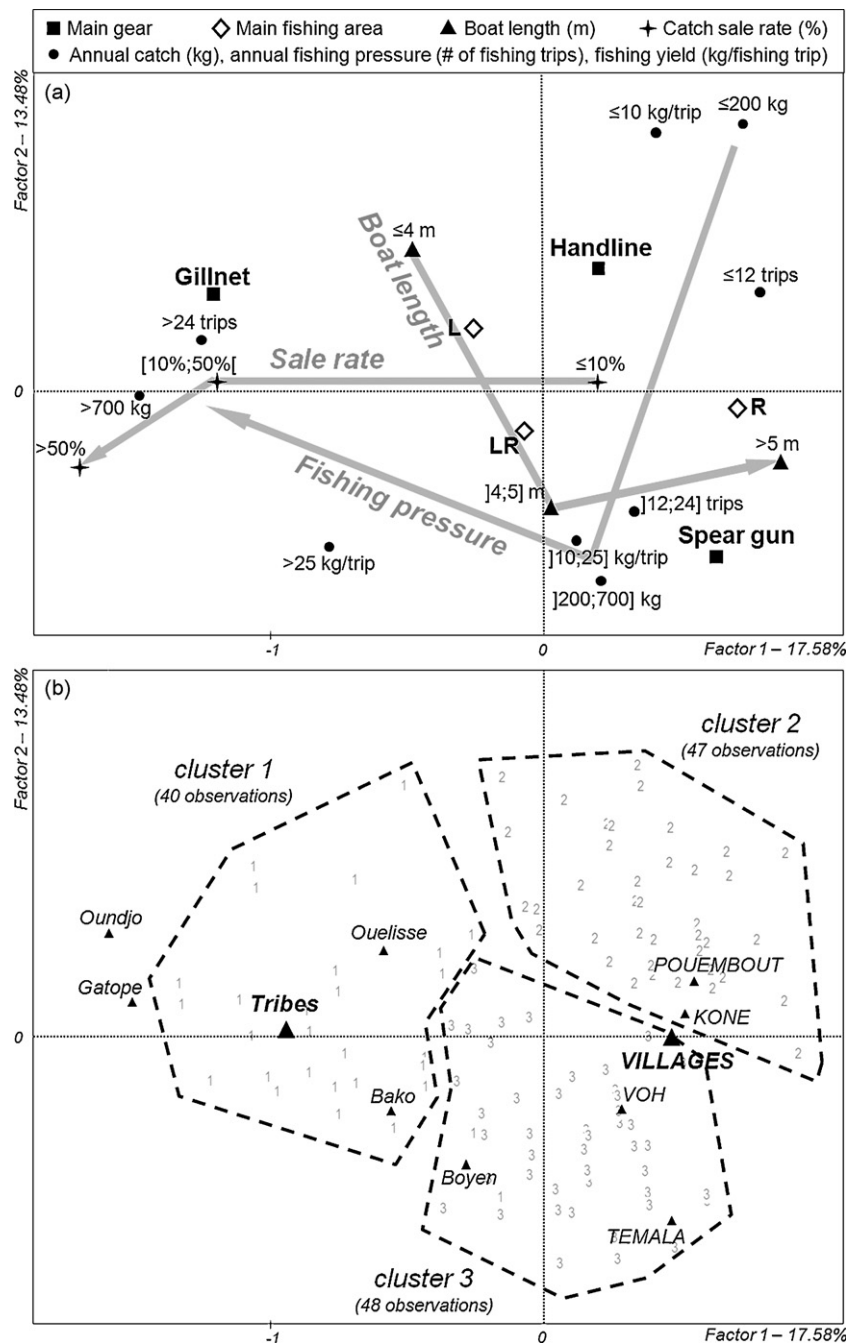 Main gear Main fishing area Boat length (m) Catch sale rate (%)
Annual catch (kg), annual fishing pressure (# of fishing trips), fishing yield (kg/fishing trip)
(a)
Factor 2 – 13.48%
≤10 kg/trip
≤200 kg
≤4 m
Boat length
Handline
Gillnet
≤12 trips
>24 trips
L
[10%;50%[
Sale rate
≤10%
0
>700 kg
R
>50%
LR
>5 m
Fishing pressure
]4;5] m
]12;24] trips
>25 kg/trip
]10;25] kg/trip
Spear gun
]200;700] kg
-1
0
Factor 1 – 17.58%
(b)
Factor 2 – 13.48%
cluster 2
(47 observations)
cluster 1
(40 observations)
Oundjo
Ouelisse
POUEMBOUT
Gatope
Tribes
KONE
0
VILLAGES
Bako
VOH
Boyen
TEMALA
cluster 3
(48 observations)
-1
0
Factor 1 – 17.58%